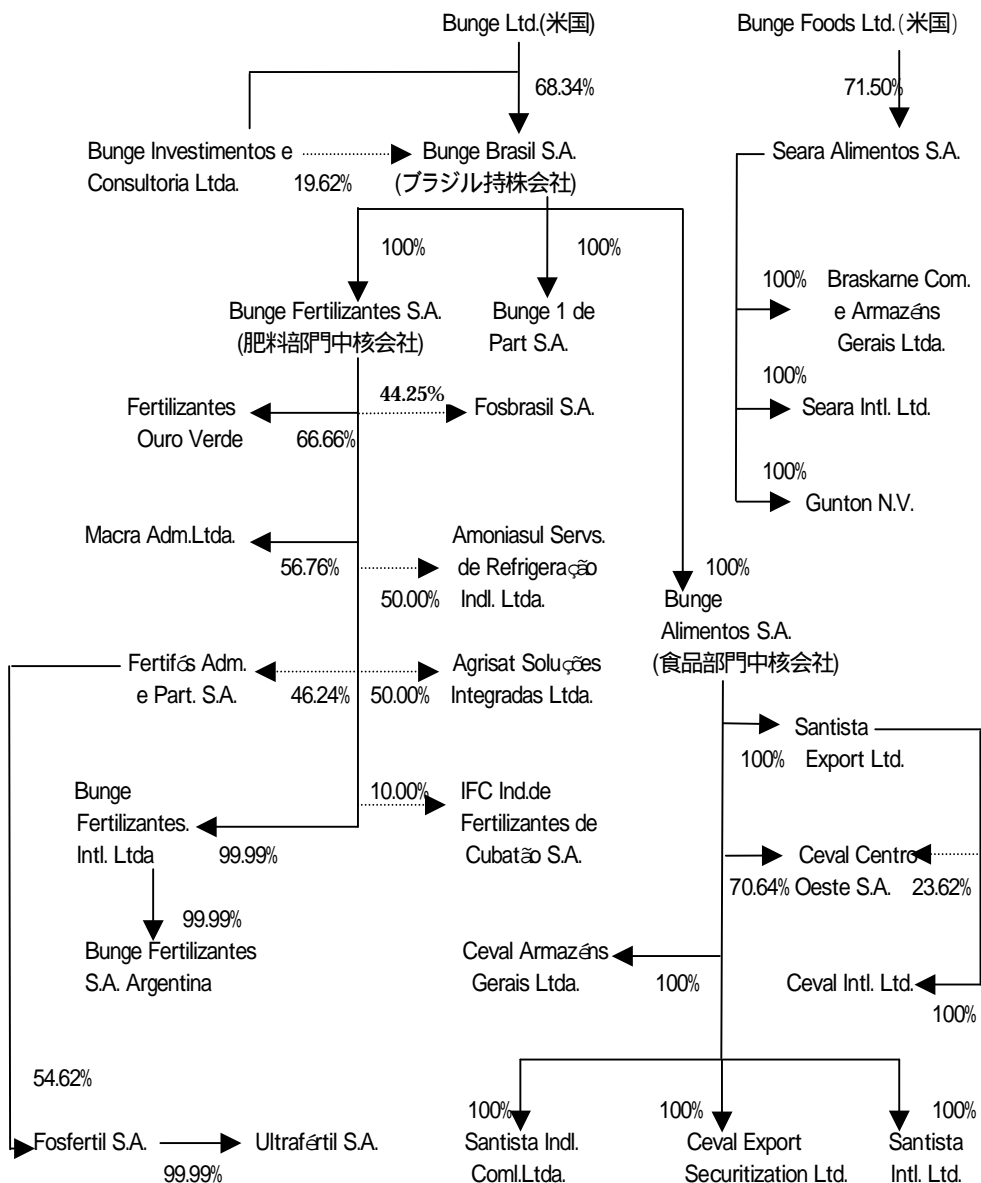 Bunge Ltd.(米国)
Bunge Foods Ltd.(米国)
68.34%
71.50%
Bunge Investimentos e
Consultoria Ltda.
19.62%
Bunge Brasil S.A.
(ブラジル持株会社)
Seara Alimentos S.A.
100%
100%
100%
Braskarne Com.
e Armazéns
Gerais Ltda.
Bunge Fertilizantes S.A.
(肥料部門中核会社)
Bunge 1 de
Part S.A.
100%
Seara Intl. Ltd.
Fertilizantes
Ouro Verde
66.66%
44.25%
Fosbrasil S.A.
100%
Gunton N.V.
Macra Adm.Ltda.
56.76%
Amoniasul Servs.
de Refrigeração
Indl. Ltda.
50.00%
100%
Bunge
Alimentos S.A.
(食品部門中核会社)
Fertifós Adm.
e Part. S.A.
46.24%
50.00%
Agrisat Soluções
Integradas Ltda.
Santista
Export Ltd.
100%
Bunge
Fertilizantes.
Intl. Ltda
99.99%
10.00%
IFC Ind.de
Fertilizantes de
Cubatão S.A.
Ceval Centro
Oeste S.A.
70.64%
23.62%
99.99%
Bunge Fertilizantes
S.A. Argentina
Ceval Armazéns
Gerais Ltda.
100%
Ceval Intl. Ltd.
100%
54.62%
Fosfertil S.A.
99.99%
Ultrafértil S.A.
100%
Santista Indl.
Coml.Ltda.
100%
Ceval Export
Securitization Ltd.
100%
Santista
Intl. Ltd.